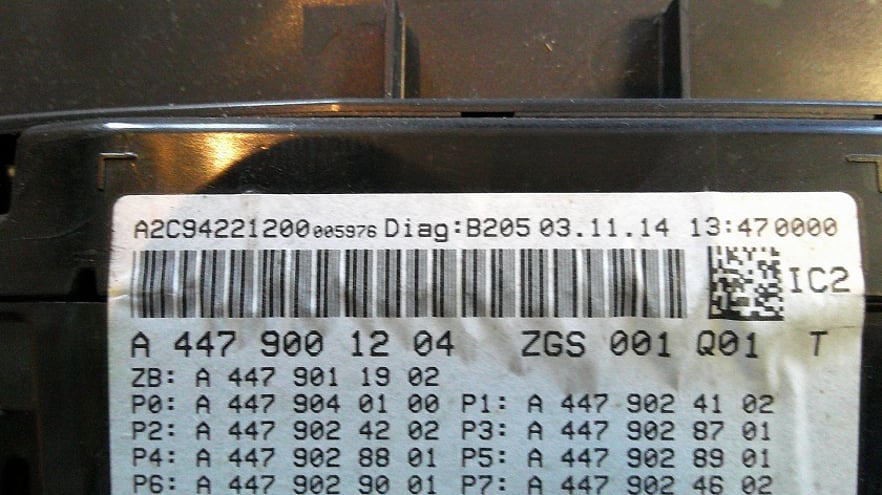 A2C94221200005976 Diag:B205 03.11.14 13:470000
IC2
A 447 900 12 04 ZGS 001 Q01 T
ZB: A 447 901 19 02
P0: A 447 904 01 00 P1: A 447 902 41 02
P2: A 447 902 42 02 P3: A 447 902 87 01
P4: A 447 902 88 01 P5: A 447 902 89 01
P6: A 447 902 90 01 P7: A 447 902 46 02